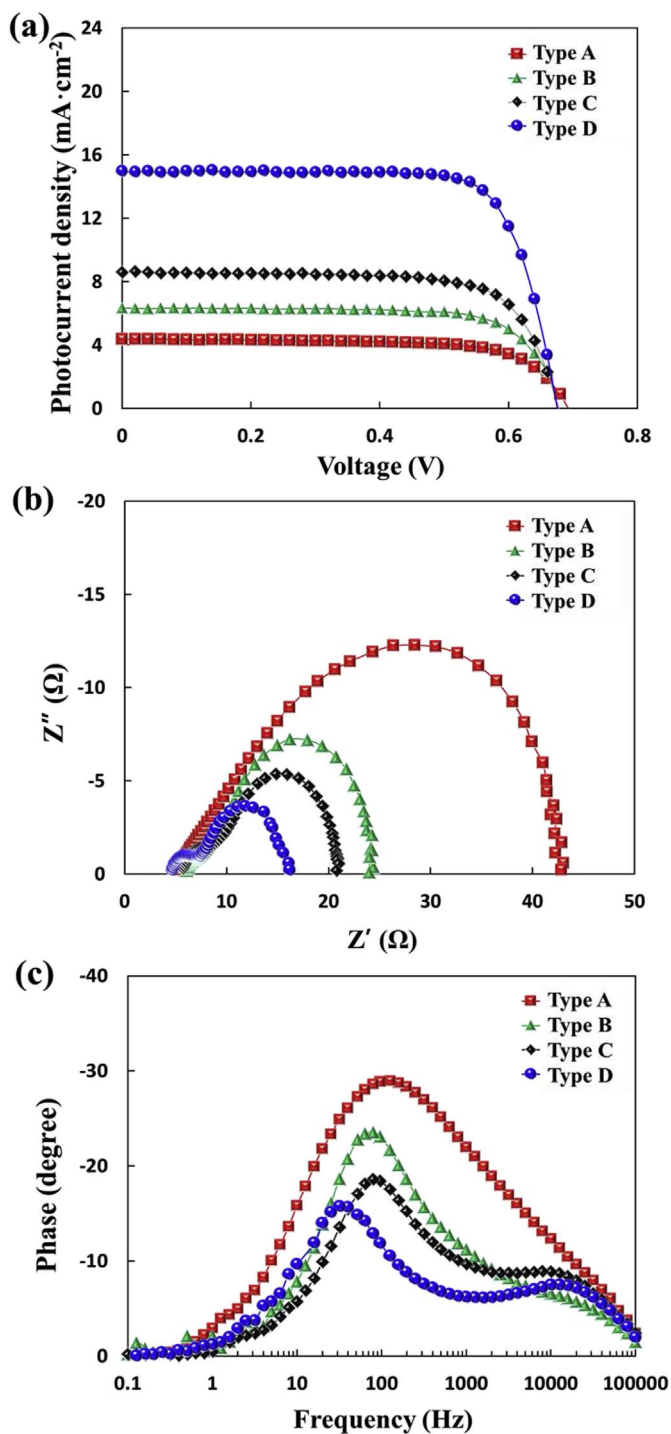 (a)
24
20
16
12
8
4
0
Photocurrent density (mA·cm⁻²)
Type A
Type B
Type C
Type D
0 0.2 0.4 0.6 0.8
Voltage (V)
(b)
-20
-15
-10
-5
0
Z″ (Ω)
Type A
Type B
Type C
Type D
0 10 20 30 40 50
Z′ (Ω)
(c)
-40
-30
-20
-10
0
Phase (degree)
Type A
Type B
Type C
Type D
0.1 1 10 100 1000 10000 100000
Frequency (Hz)